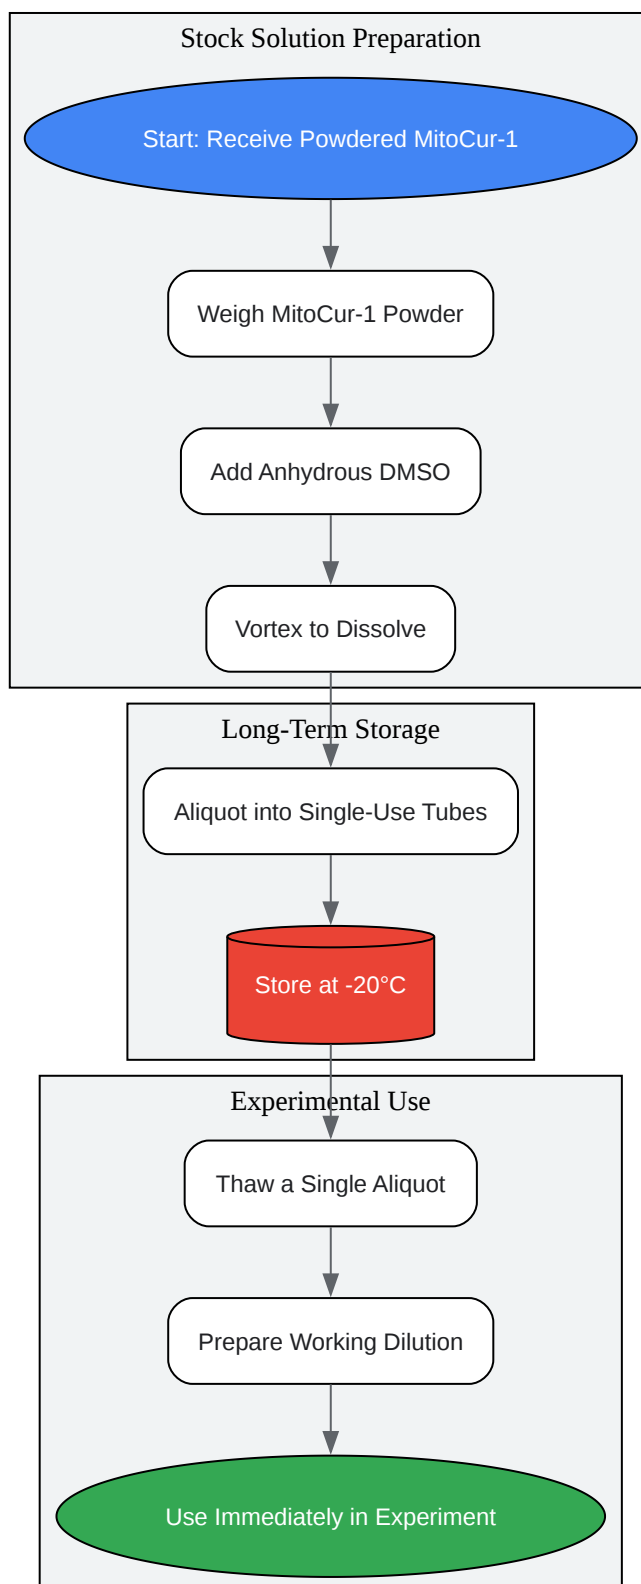 Stock Solution Preparation
Start: Receive Powdered MitoCur-1
Weigh MitoCur-1 Powder
Add Anhydrous DMSO
Vortex to Dissolve
Long-Term Storage
Aliquot into Single-Use Tubes
Store at -20°C
Experimental Use
Thaw a Single Aliquot
Prepare Working Dilution
Use Immediately in Experiment